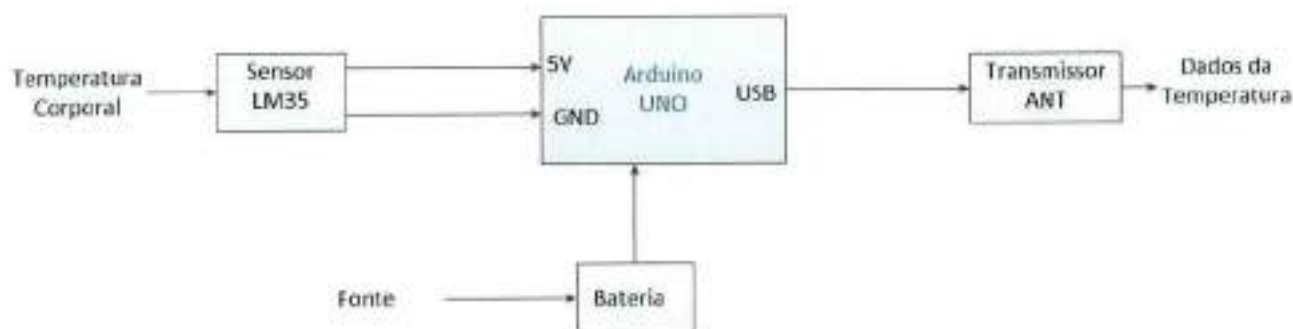 Temperatura
Corporal
Sensor
LM35
5V
GND
Arduino
UNO
USB
Transmissor
ANT
Dados da
Temperatura
Fonte
Bateria